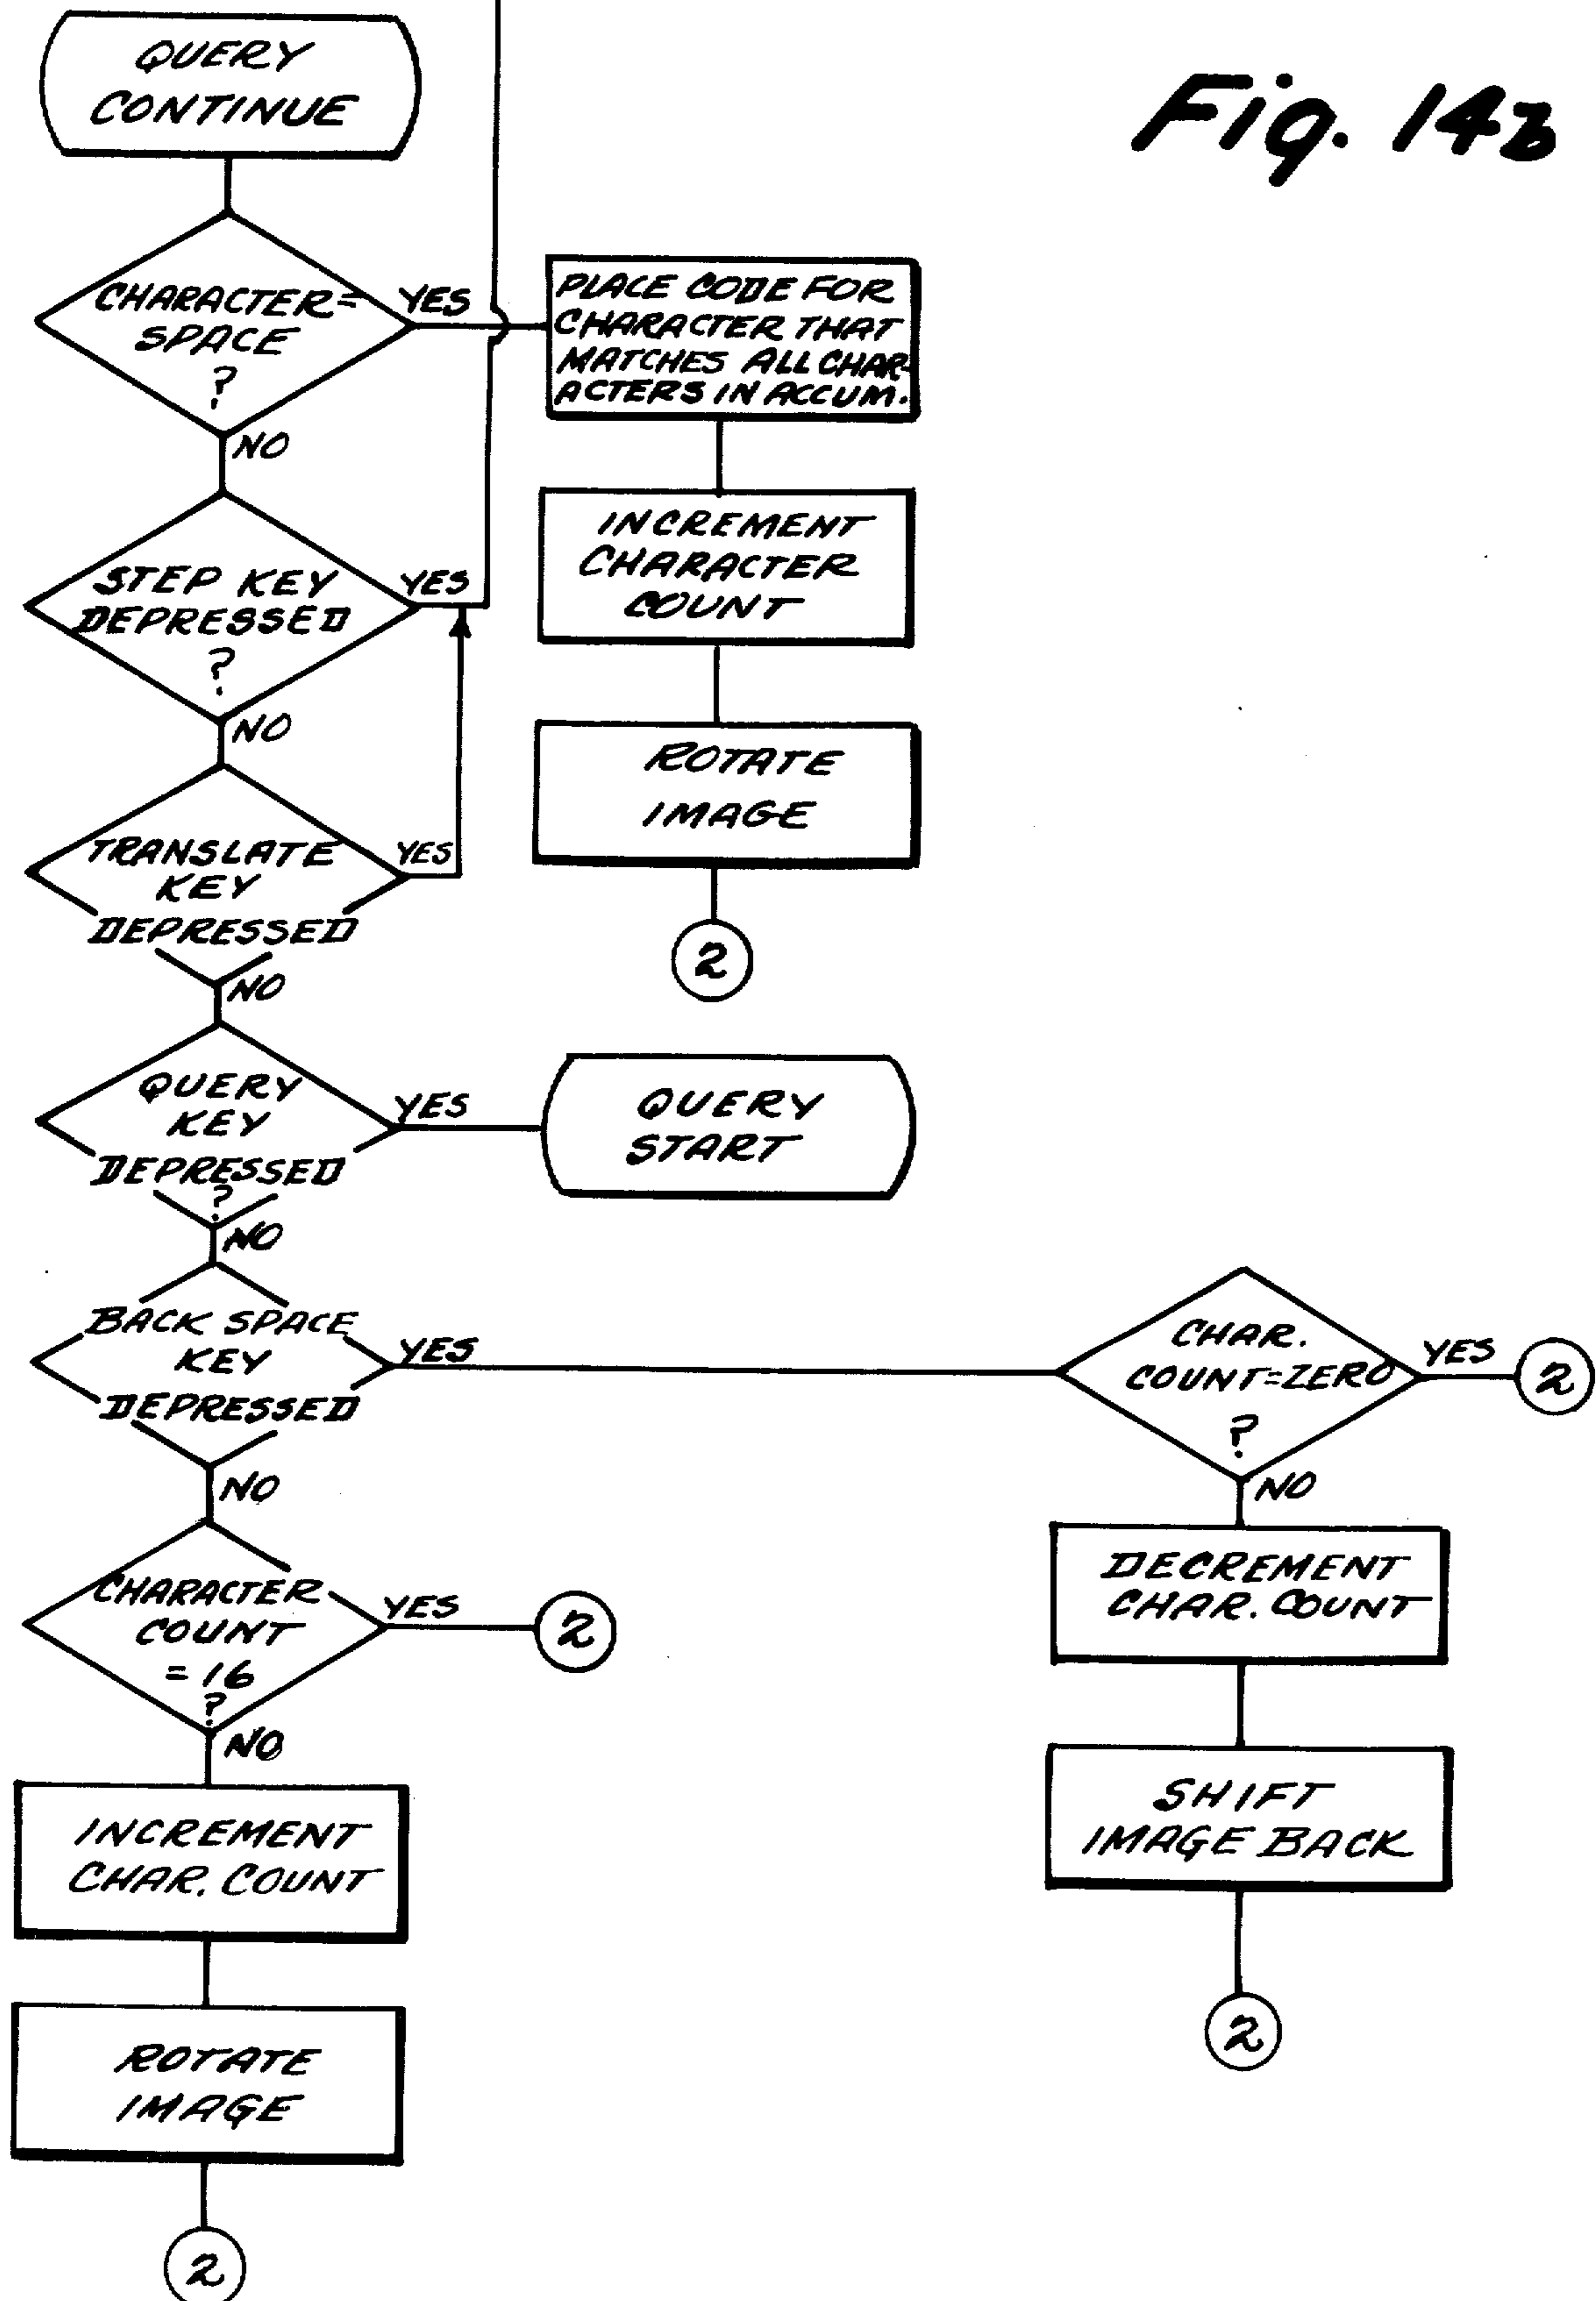 Fig. 14b
QUERY
CONTINUE
CHARACTER=
SPACE
?
YES
NO
PLACE CODE FOR
CHARACTER THAT
MATCHES ALL CHAR-
ACTERS IN ACCUM.
INCREMENT
CHARACTER
COUNT
ROTATE
IMAGE
2
STEP KEY
DEPRESSED
?
YES
NO
TRANSLATE
KEY
DEPRESSED
YES
NO
QUERY
KEY
DEPRESSED
?
YES
NO
QUERY
START
BACK SPACE
KEY
DEPRESSED
YES
NO
CHAR.
COUNT=ZERO
?
YES
2
NO
DECREMENT
CHAR. COUNT
SHIFT
IMAGE BACK
2
CHARACTER
COUNT
=16
?
YES
2
NO
INCREMENT
CHAR. COUNT
ROTATE
IMAGE
2